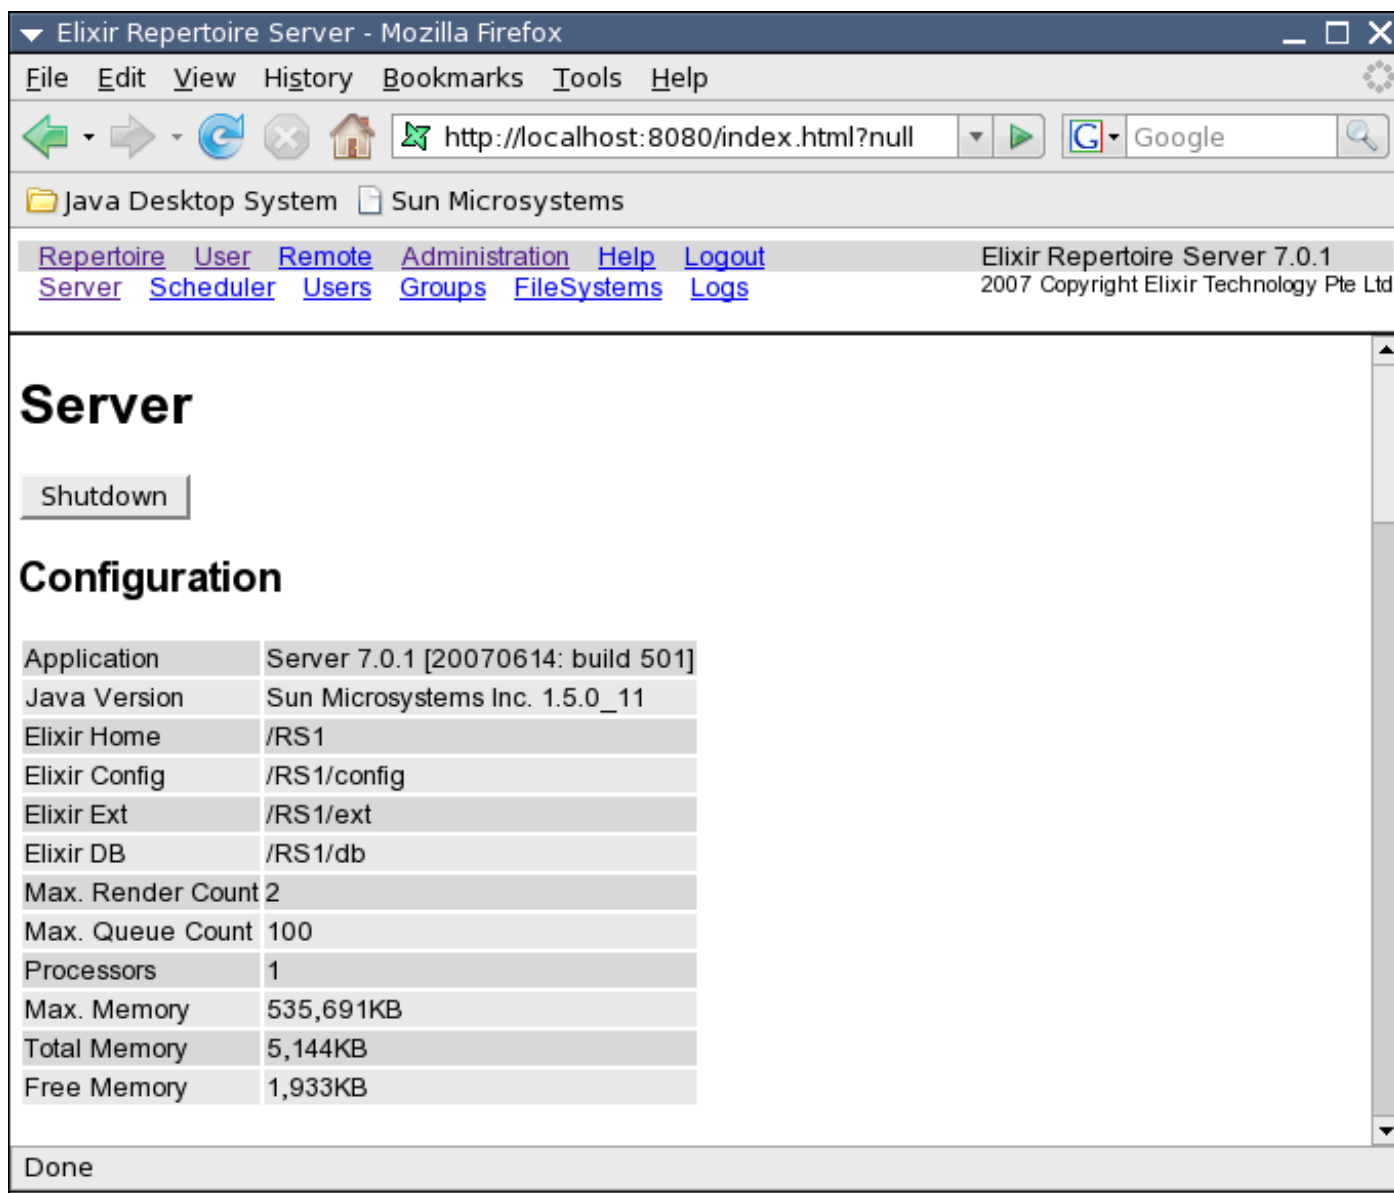 Elixir Repertoire Server - Mozilla Firefox
File Edit View History Bookmarks Tools Help
http://localhost:8080/index.html?null G Google
Java Desktop System Sun Microsystems
Repertoire User Remote Administration Help Logout Elixir Repertoire Server 7.0.1
Server Scheduler Users Groups FileSystems Logs 2007 Copyright Elixir Technology Pte Ltd
Server
Shutdown
Configuration
Application Server 7.0.1 [20070614: build 501]
Java Version Sun Microsystems Inc. 1.5.0_11
Elixir Home /RS1
Elixir Config /RS1/config
Elixir Ext /RS1/ext
Elixir DB /RS1/db
Max. Render Count 2
Max. Queue Count 100
Processors 1
Max. Memory 535,691KB
Total Memory 5,144KB
Free Memory 1,933KB
Done